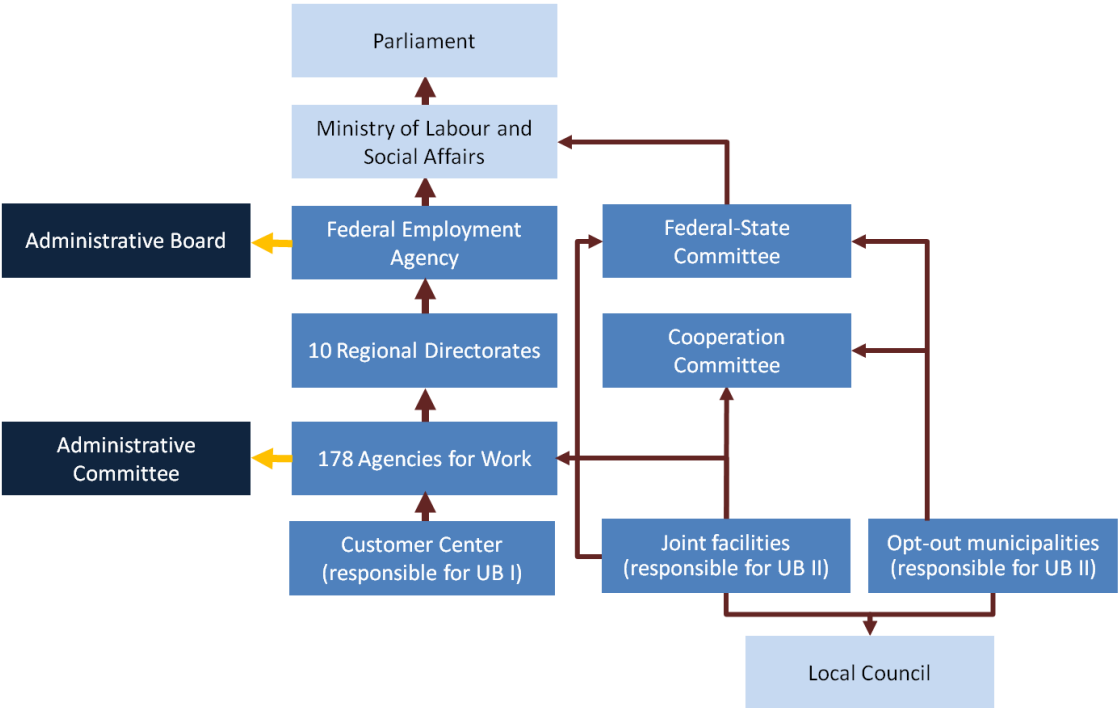 Parliament
Ministry of Labour and
Social Affairs
Administrative Board
Federal Employment
Agency
Federal-State
Committee
10 Regional Directorates
Cooperation
Committee
Administrative
Committee
178 Agencies for Work
Customer Center
(responsible for UB I)
Joint facilities
(responsible for UB II)
Opt-out municipalities
(responsible for UB II)
Local Council